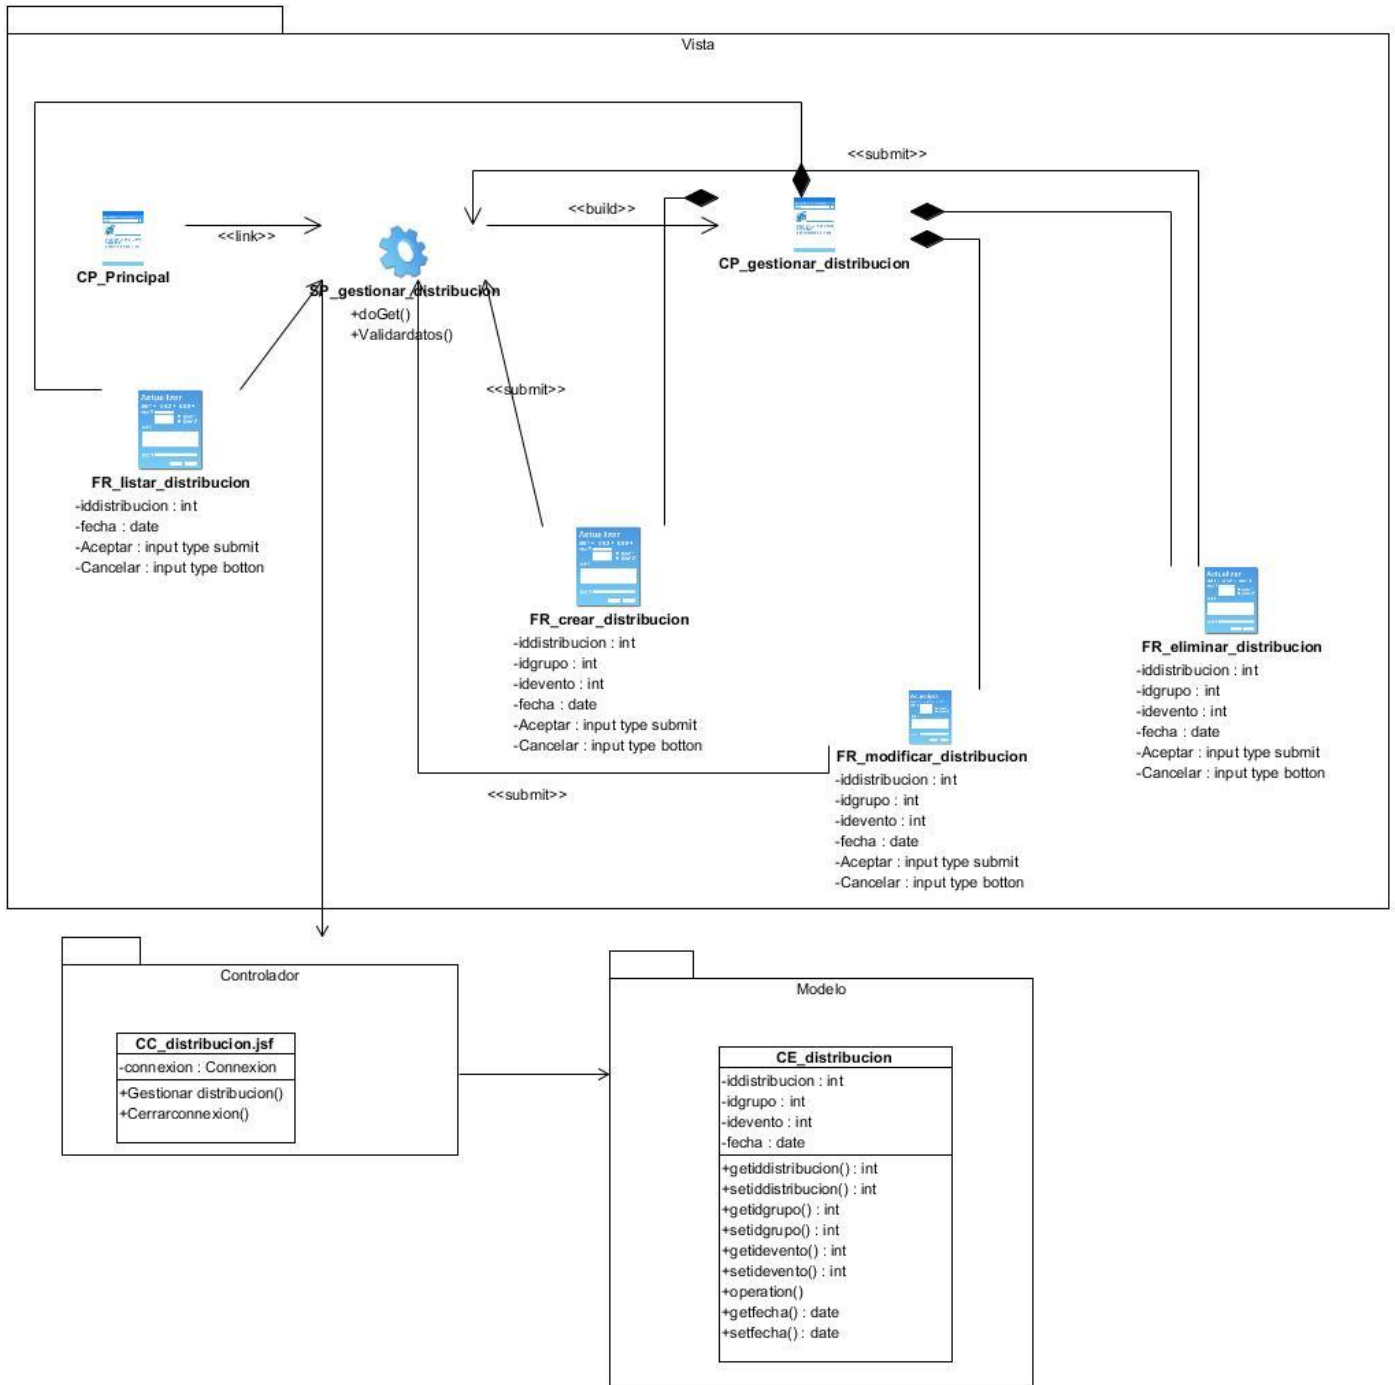 Vista
<<submit>>
<<build>>
<<link>>
CP_Principal
CP_gestionar_distribucion
SP_gestionar_distribucion
+doGet()
+Validardatos()
<<submit>>
FR_listar_distribucion
-iddistribucion : int
-fecha : date
-Aceptar : input type submit
-Cancelar : input type botton
FR_crear_distribucion
-iddistribucion : int
-idgrupo : int
-idevento : int
-fecha : date
-Aceptar : input type submit
-Cancelar : input type botton
FR_eliminar_distribucion
-iddistribucion : int
-idgrupo : int
-idevento : int
-fecha : date
-Aceptar : input type submit
-Cancelar : input type botton
<<submit>>
FR_modificar_distribucion
-iddistribucion : int
-idgrupo : int
-idevento : int
-fecha : date
-Aceptar : input type submit
-Cancelar : input type botton
Controlador
CC_distribucion.jsf
-connexion : Connexion
+Gestionar distribucion()
+Cerrarconnexion()
Modelo
CE_distribucion
-iddistribucion : int
-idgrupo : int
-idevento : int
-fecha : date
+getiddistribucion() : int
+setiddistribucion() : int
+getidgrupo() : int
+setidgrupo() : int
+getidevento() : int
+setidevento() : int
+operation()
+getfecha() : date
+setfecha() : date